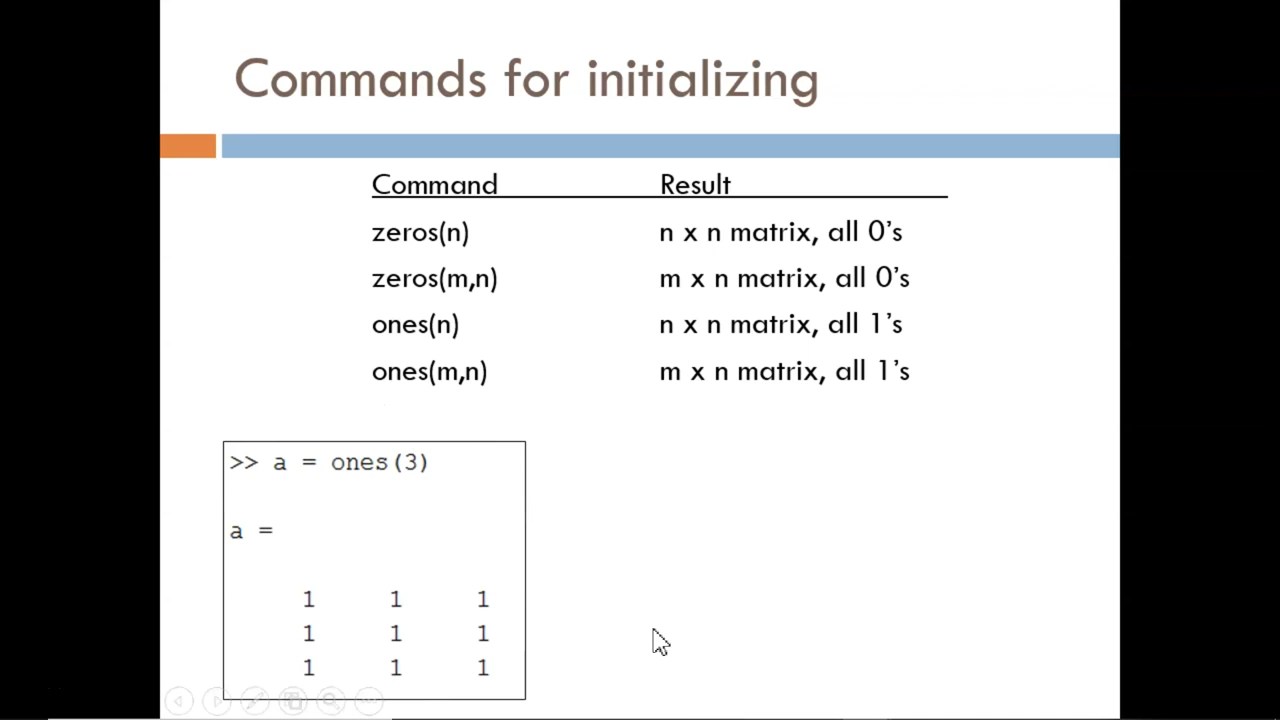 Commands for initializing
Command Result
zeros(n) n x n matrix, all 0’s
zeros(m,n) m x n matrix, all 0’s
ones(n) n x n matrix, all 1’s
ones(m,n) m x n matrix, all 1’s
>> a = ones(3)
a =
1 1 1
1 1 1
1 1 1